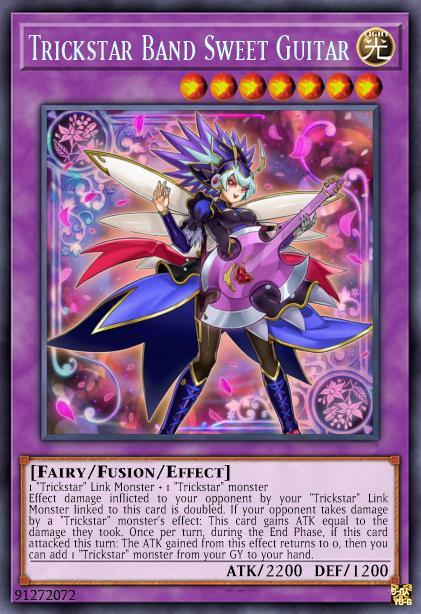 TRICKSTAR BAND SWEET GUITAR
LIGHT
光
[FAIRY/FUSION/EFFECT]
1 "Trickstar" Link Monster + 1 "Trickstar" monster
Effect damage inflicted to your opponent by your "Trickstar" Link
Monster linked to this card is doubled. If your opponent takes damage
by a "Trickstar" monster's effect: This card gains ATK equal to the
damage they took. Once per turn, during the End Phase, if this card
attacked this turn: The ATK gained from this effect returns to 0, then you
can add 1 "Trickstar" monster from your GY to your hand.
ATK/2200 DEF/1200
91272072